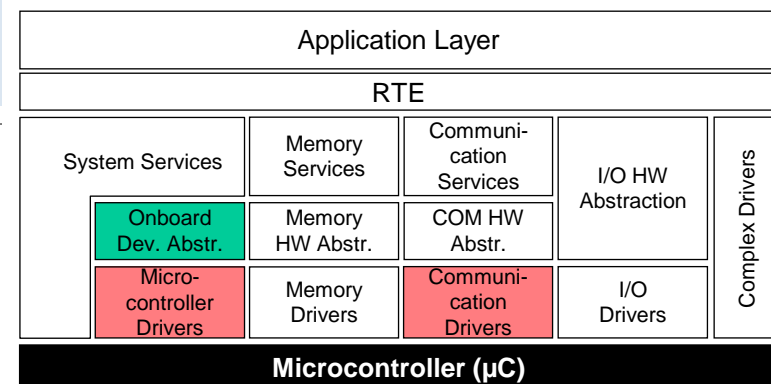 Application Layer
RTE
System Services
Memory
Services
Communi-
cation
Services
I/O HW
Abstraction
Complex Drivers
Onboard
Dev. Abstr.
Memory
HW Abstr.
COM HW
Abstr.
Micro-
controller
Drivers
Memory
Drivers
Communi-
cation
Drivers
I/O
Drivers
Microcontroller (µC)